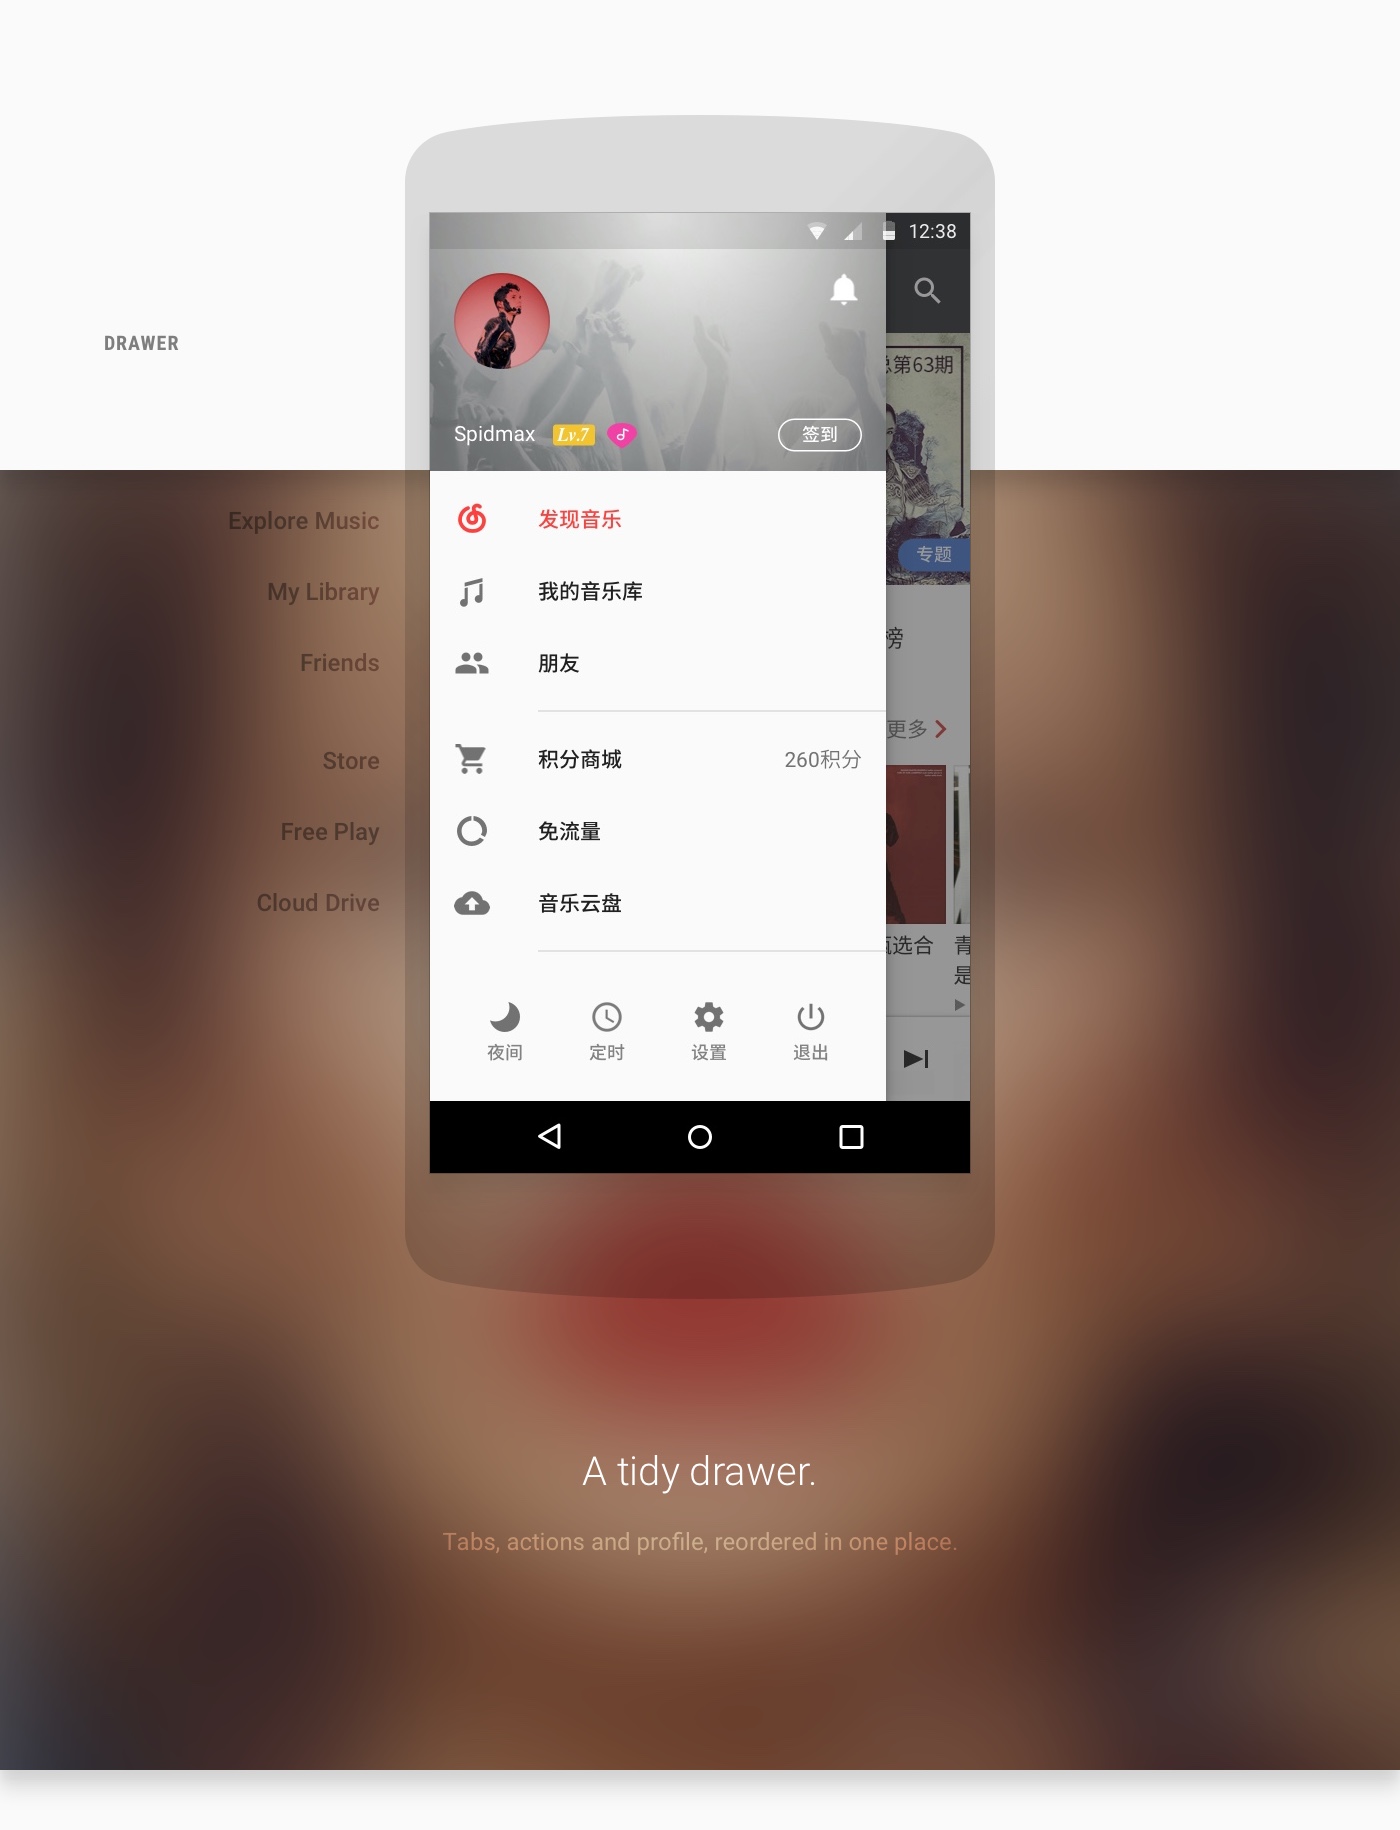 12:38
DRAWER
总第63期
Spidmax Lv.7 签到
Explore Music
发现音乐
专题
My Library
我的音乐库
榜
Friends
朋友
更多
Store
积分商城 260积分
Free Play
免流量
Cloud Drive
音乐云盘
选合 青
是
夜间 定时 设置 退出
A tidy drawer.
Tabs, actions and profile, reordered in one place.